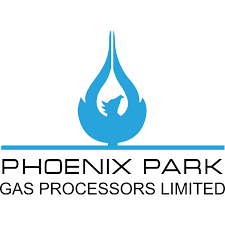 PHOENIX PARK
GAS PROCESSORS LIMITED